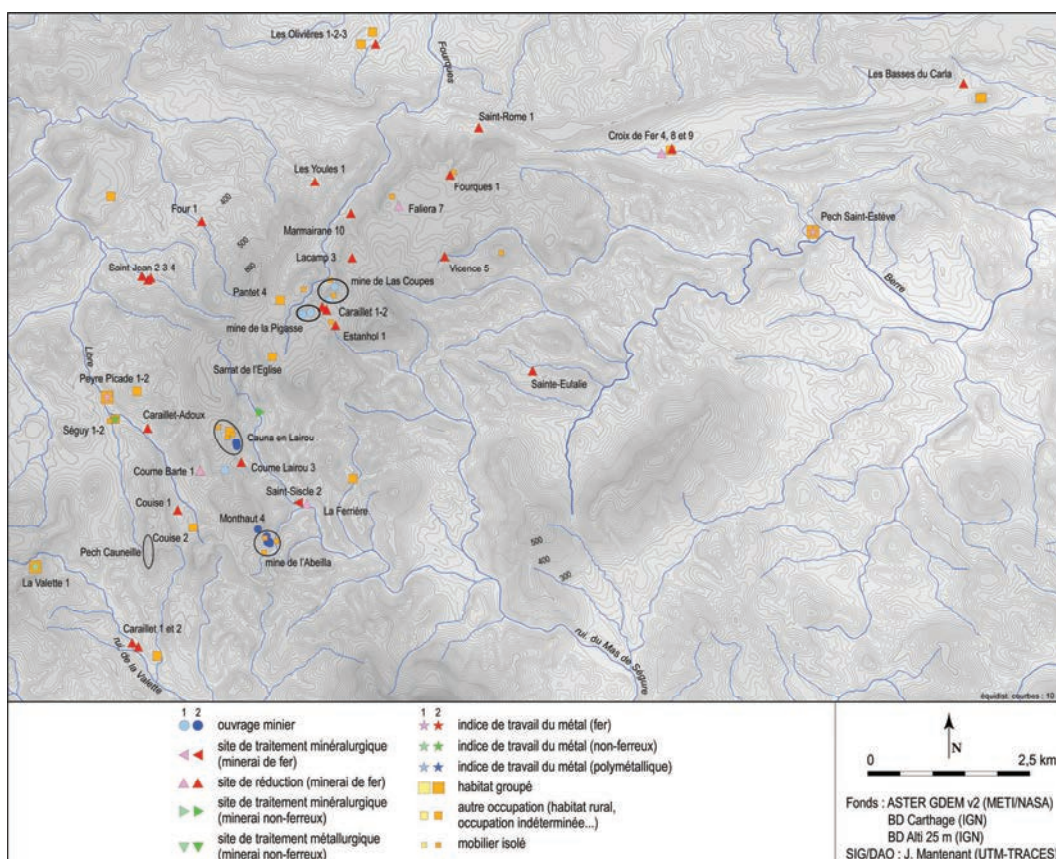 Les Olivières 1-2-3
Fourques
Les Basses du Carla
Saint-Rome 1
Croix de Fer 4, 8 et 9
Les Youles 1
Fourques 1
Four 1
400
Faliera 7
500
Marmairane 10
Pech Saint-Estève
Lacamp 3
Vicence 5
Saint Jean 2 3 4
mine de Las Coupes
Berre
Pantet 4
Caraillet 1-2
mine de la Pigasse
Estanhol 1
Libre
Sarrat de l'Eglise
Sainte-Eulalie
Peyre Picade 1-2
Caraillet-Adoux
Séguy 1-2
Cauna en Lairou
Coume Barte 1
Coume Lairou 3
Saint-Siscle 2
Couise 1
Monthaut 4
La Ferrière
Couise 2
500
Pech Cauneille
400
mine de l'Abeilla
300
La Valette 1
Caraillet 1 et 2
rui. de la Valette
rui. du Mas de Ségure
équidist. courbes : 10
1 2
ouvrage minier
site de traitement minéralurgique
(minerai de fer)
site de réduction (minerai de fer)
site de traitement minéralurgique
(minerai non-ferreux)
site de traitement métallurgique
(minerai non-ferreux)
1 2
indice de travail du métal (fer)
indice de travail du métal (non-ferreux)
indice de travail du métal (polymétallique)
habitat groupé
autre occupation (habitat rural,
occupation indéterminée...)
mobilier isolé
N
0 2,5 km
Fonds : ASTER GDEM v2 (METI/NASA)
BD Carthage (IGN)
BD Alti 25 m (IGN)
SIG/DAO : J. Mantenant (UTM-TRACES)